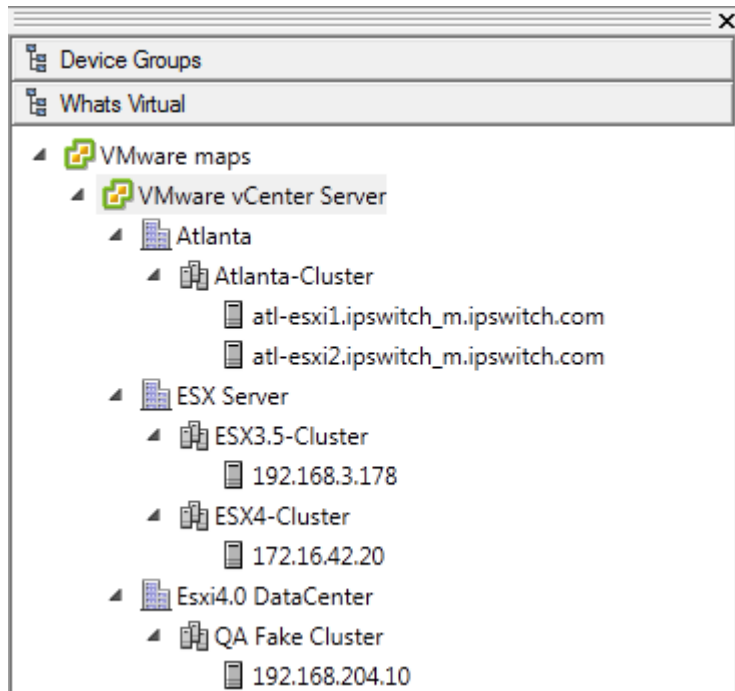 Device Groups
Whats Virtual
VMware maps
VMware vCenter Server
Atlanta
Atlanta-Cluster
atl-esxi1.ipswitch_m.ipswitch.com
atl-esxi2.ipswitch_m.ipswitch.com
ESX Server
ESX3.5-Cluster
192.168.3.178
ESX4-Cluster
172.16.42.20
Esxi4.0 DataCenter
QA Fake Cluster
192.168.204.10